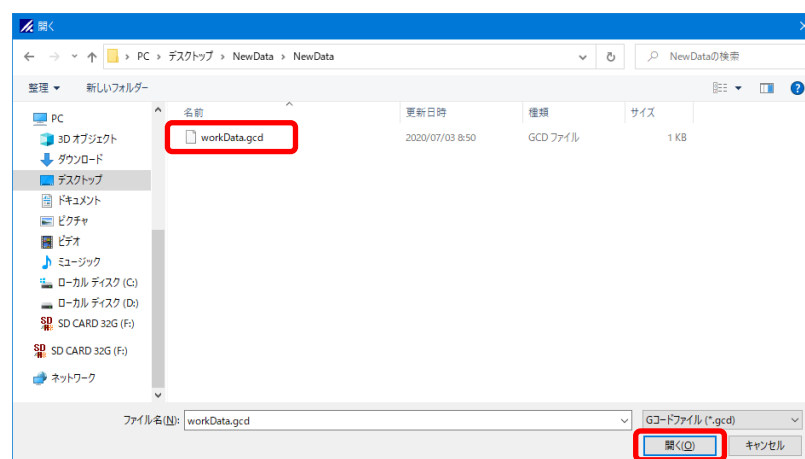 開く
PC › デスクトップ › NewData › NewData
NewDataの検索
整理 ▼ 新しいフォルダー
名前 更新日時 種類 サイズ
workData.gcd 2020/07/03 8:50 GCD ファイル 1 KB
PC
3D オブジェクト
ダウンロード
デスクトップ
ドキュメント
ピクチャ
ビデオ
ミュージック
ローカル ディスク (C:)
ローカル ディスク (D:)
SD CARD 32G (F:)
SD CARD 32G (F:)
ネットワーク
ファイル名(N): workData.gcd Gコードファイル (*.gcd)
開く(O) キャンセル